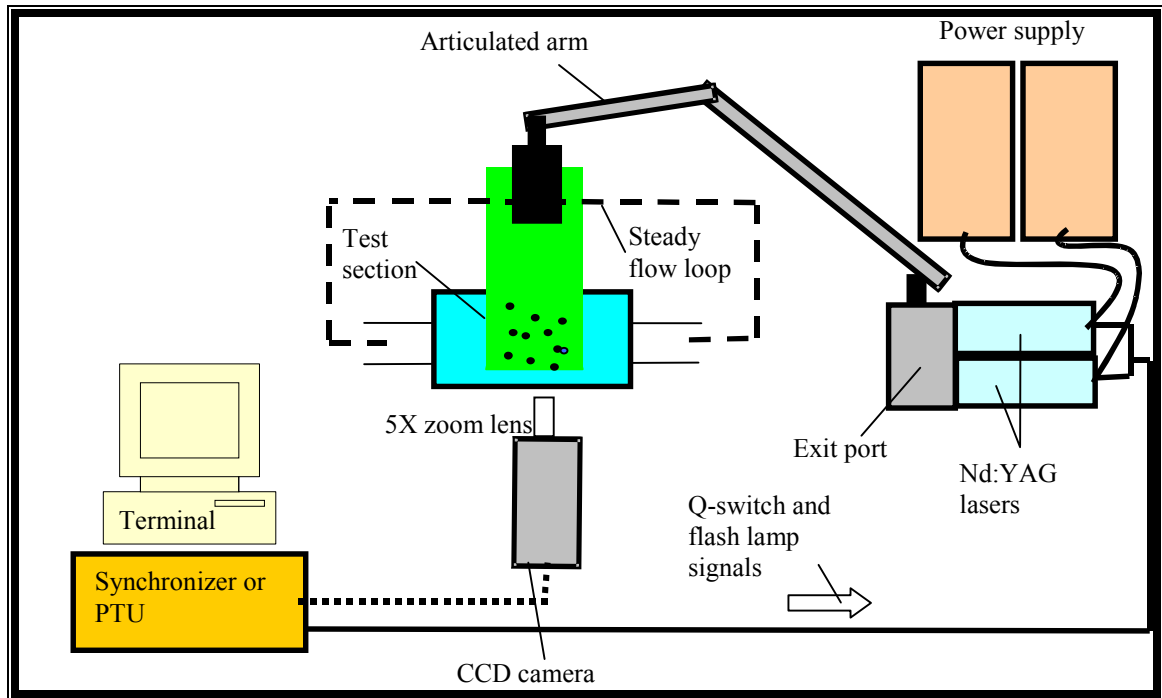 Articulated arm
Power supply
Test
section
Steady
flow loop
5X zoom lens
Exit port
Nd:YAG
lasers
Terminal
Q-switch and
flash lamp
signals
Synchronizer or
PTU
CCD camera